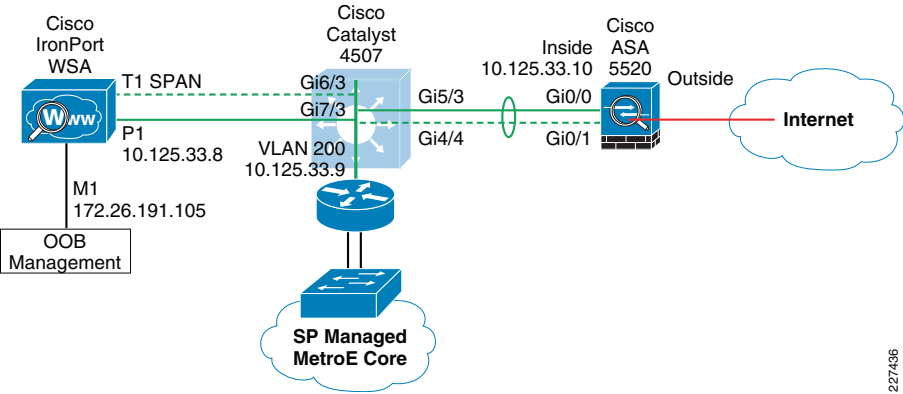 Cisco
IronPort
WSA
T1 SPAN
Www
P1
10.125.33.8
M1
172.26.191.105
OOB
Management
Cisco
Catalyst
4507
Gi6/3
Gi7/3
VLAN 200
10.125.33.9
Gi5/3
Gi4/4
Inside
10.125.33.10
Gi0/0
Gi0/1
Cisco
ASA
5520
Outside
Internet
SP Managed
MetroE Core
227436